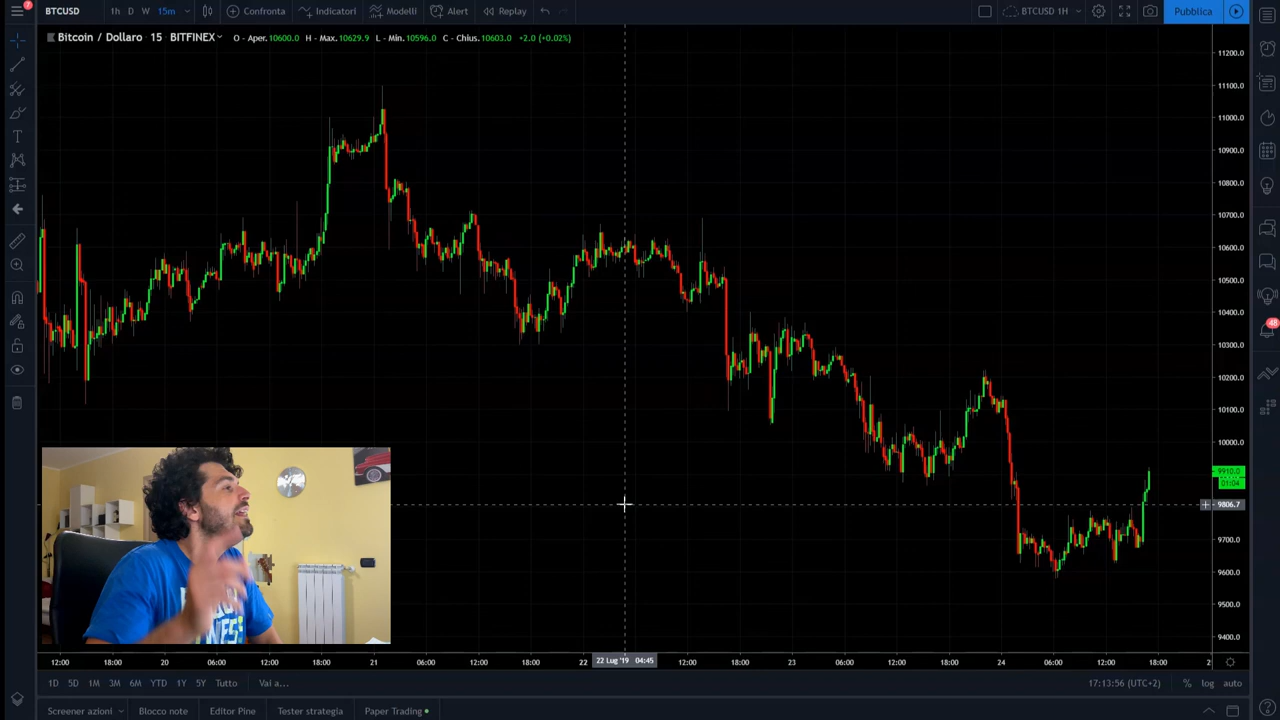 7
BTCUSD
1h D W 15m
Confronta
Indicatori
Modelli
Alert
Replay
BTCUSD 1H
Pubblica
Bitcoin / Dollaro · 15 · BITFINEX
O - Aper. 10600.0 H - Max. 10629.9 L - Min. 10596.0 C - Chius. 10603.0 +2.0 (+0.02%)
11200.0
11100.0
11000.0
10900.0
10800.0
10700.0
10600.0
10500.0
10400.0
10300.0
10200.0
10100.0
10000.0
9910.0
01:04
9806.7
9700.0
9600.0
9500.0
9400.0
48
12:00 18:00 20 06:00 12:00 18:00 21 06:00 12:00 18:00 22 22 Lug '19 04:45 12:00 18:00 23 06:00 12:00 18:00 24 06:00 12:00 18:00 2
1D 5D 1M 3M 6M YTD 1Y 5Y Tutto Vai a...
17:13:56 (UTC+2) % log auto
Screener azioni Blocco note Editor Pine Tester strategia Paper Trading